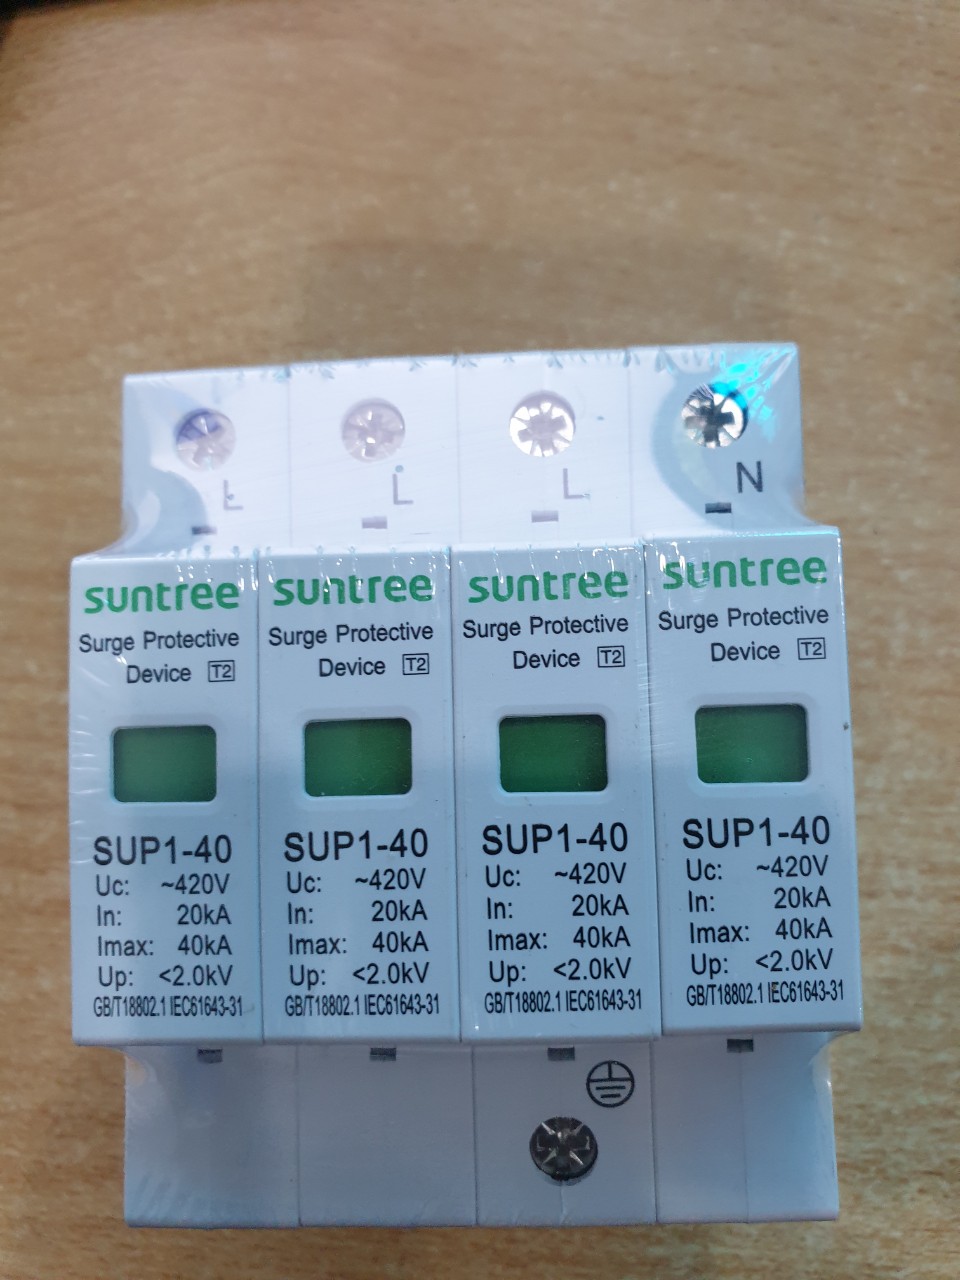 L
L
L
N
suntree
Surge Protective
Device T2
SUP1-40
Uc: ~420V
In: 20kA
Imax: 40kA
Up: <2.0kV
GB/T18802.1 IEC61643-31
suntree
Surge Protective
Device T2
SUP1-40
Uc: ~420V
In: 20kA
Imax: 40kA
Up: <2.0kV
GB/T18802.1 IEC61643-31
suntree
Surge Protective
Device T2
SUP1-40
Uc: ~420V
In: 20kA
Imax: 40kA
Up: <2.0kV
GB/T18802.1 IEC61643-31
suntree
Surge Protective
Device T2
SUP1-40
Uc: ~420V
In: 20kA
Imax: 40kA
Up: <2.0kV
GB/T18802.1 IEC61643-31